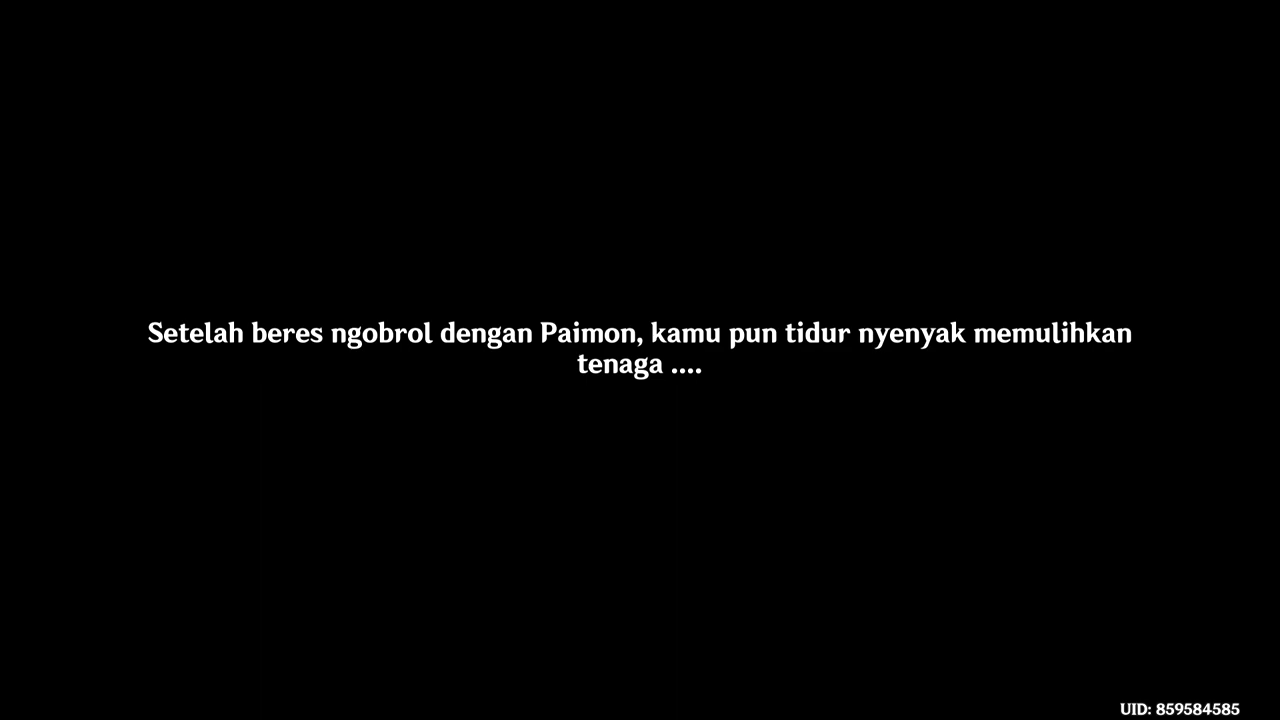 Setelah beres ngobrol dengan Paimon, kamu pun tidur nyenyak memulihkan
tenaga ....
UID: 859584585